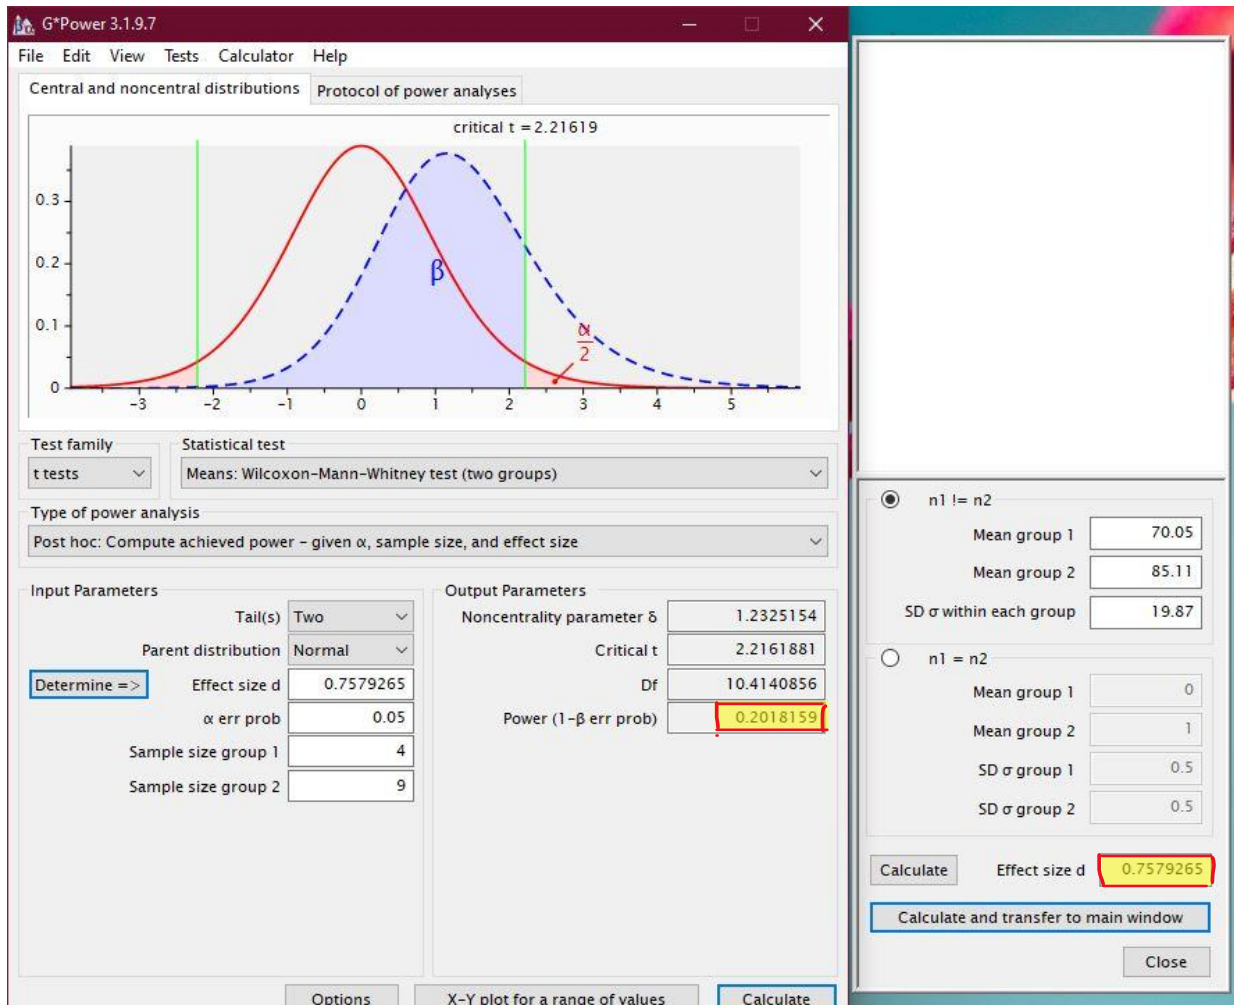 G*Power 3.1.9.7
File Edit View Tests Calculator Help
Central and noncentral distributions Protocol of power analyses
critical t = 2.21619
0.3
0.2
0.1
0
β
α
2
-3 -2 -1 0 1 2 3 4 5
Test family Statistical test
t tests Means: Wilcoxon-Mann-Whitney test (two groups)
Type of power analysis
Post hoc: Compute achieved power - given α, sample size, and effect size
Input Parameters Output Parameters
Tail(s) Two Noncentrality parameter δ 1.2325154
Parent distribution Normal Critical t 2.2161881
Determine => Effect size d 0.7579265 Df 10.4140856
α err prob 0.05 Power (1-β err prob) 0.2018159
Sample size group 1 4
Sample size group 2 9
Options X-Y plot for a range of values Calculate
n1 != n2
Mean group 1 70.05
Mean group 2 85.11
SD σ within each group 19.87
n1 = n2
Mean group 1 0
Mean group 2 1
SD σ group 1 0.5
SD σ group 2 0.5
Calculate Effect size d 0.7579265
Calculate and transfer to main window
Close